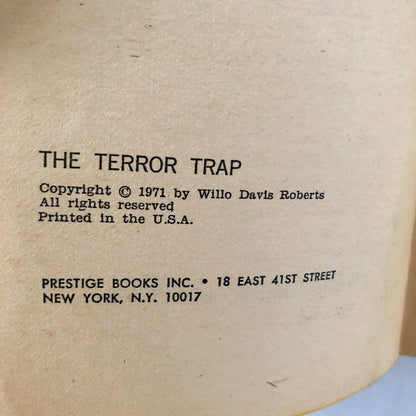 THE TERROR TRAP
Copyright © 1971 by Willo Davis Roberts
All rights reserved
Printed in the U.S.A.
PRESTIGE BOOKS INC. • 18 EAST 41ST STREET
NEW YORK, N.Y. 10017